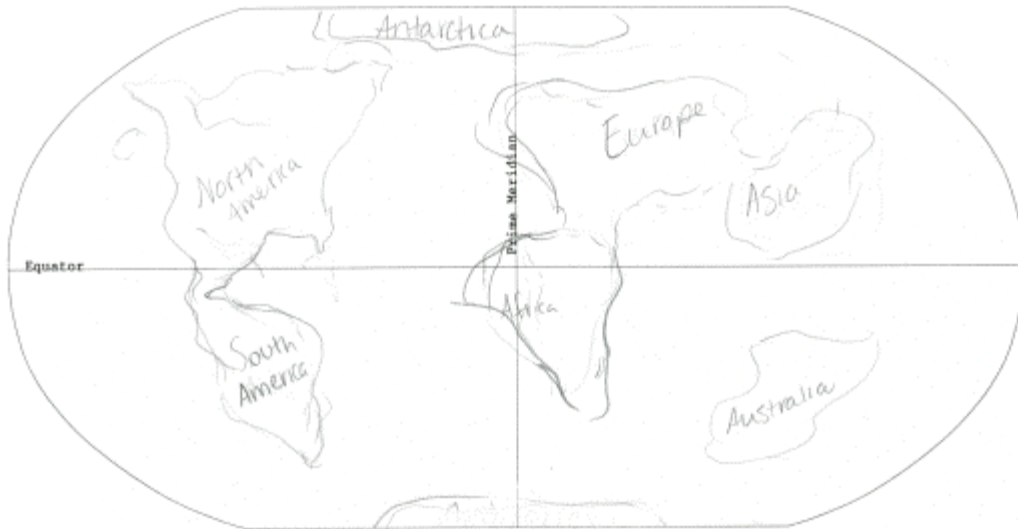 Antarctica
Europe
Prime Meridian
North
America
Asia
Equator
Africa
South
America
Australia